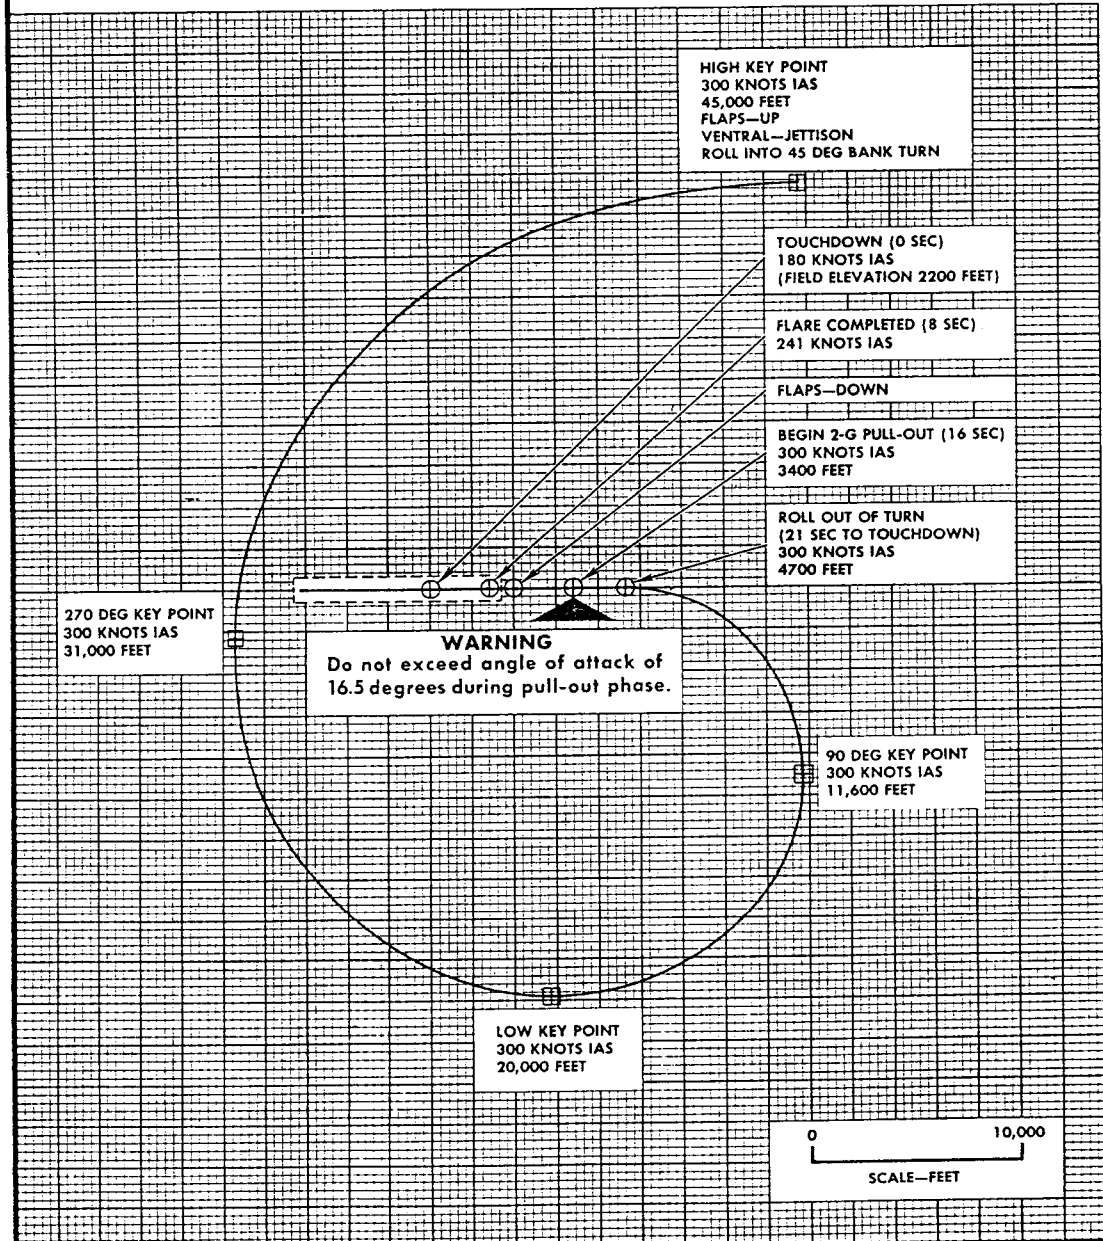 HIGH KEY POINT
300 KNOTS IAS
45,000 FEET
FLAPS—UP
VENTRAL—JETTISON
ROLL INTO 45 DEG BANK TURN
TOUCHDOWN (0 SEC)
180 KNOTS IAS
(FIELD ELEVATION 2200 FEET)
FLARE COMPLETED (8 SEC)
241 KNOTS IAS
FLAPS—DOWN
BEGIN 2-G PULL-OUT (16 SEC)
300 KNOTS IAS
3400 FEET
ROLL OUT OF TURN
(21 SEC TO TOUCHDOWN)
300 KNOTS IAS
4700 FEET
270 DEG KEY POINT
300 KNOTS IAS
31,000 FEET
WARNING
Do not exceed angle of attack of
16.5 degrees during pull-out phase.
90 DEG KEY POINT
300 KNOTS IAS
11,600 FEET
LOW KEY POINT
300 KNOTS IAS
20,000 FEET
0 10,000
SCALE—FEET